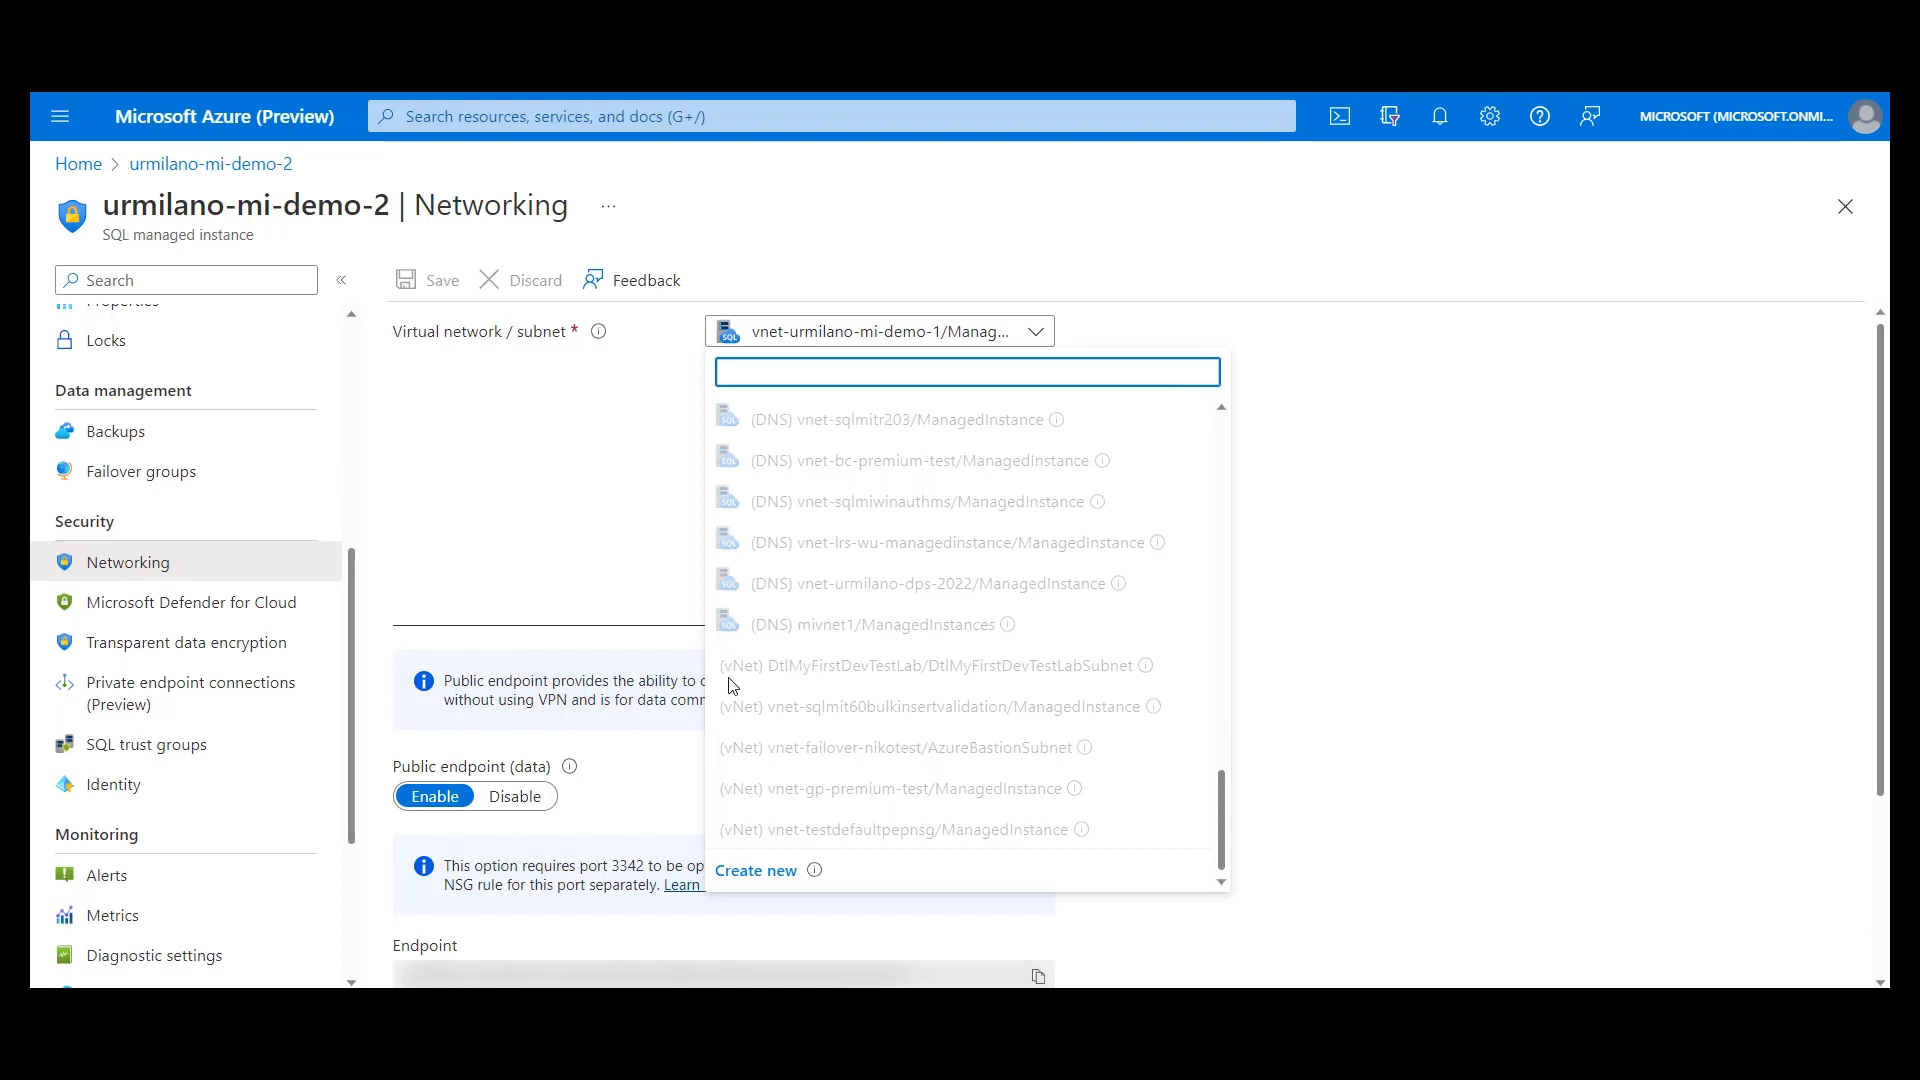 Microsoft Azure (Preview)
Search resources, services, and docs (G+/)
MICROSOFT (MICROSOFT.ONMI...
Home > urmilano-mi-demo-2
urmilano-mi-demo-2 | Networking ...
SQL managed instance
Search
«
Save
Discard
Feedback
Properties
Locks
Data management
Backups
Failover groups
Security
Networking
Microsoft Defender for Cloud
Transparent data encryption
Private endpoint connections
(Preview)
SQL trust groups
Identity
Monitoring
Alerts
Metrics
Diagnostic settings
Virtual network / subnet *
vnet-urmilano-mi-demo-1/Manag...
(DNS) vnet-sqlmitr203/ManagedInstance
(DNS) vnet-bc-premium-test/ManagedInstance
(DNS) vnet-sqlmiwinauthms/ManagedInstance
(DNS) vnet-lrs-wu-managedinstance/ManagedInstance
(DNS) vnet-urmilano-dps-2022/ManagedInstance
(DNS) mivnet1/ManagedInstances
(vNet) DtlMyFirstDevTestLab/DtlMyFirstDevTestLabSubnet
(vNet) vnet-sqlmit60bulkinsertvalidation/ManagedInstance
(vNet) vnet-failover-nikotest/AzureBastionSubnet
(vNet) vnet-gp-premium-test/ManagedInstance
(vNet) vnet-testdefaultpepnsg/ManagedInstance
Create new
Public endpoint provides the ability to
without using VPN and is for data
Public endpoint (data)
Enable
Disable
This option requires port 3342 to be
NSG rule for this port separately. Learn
Endpoint